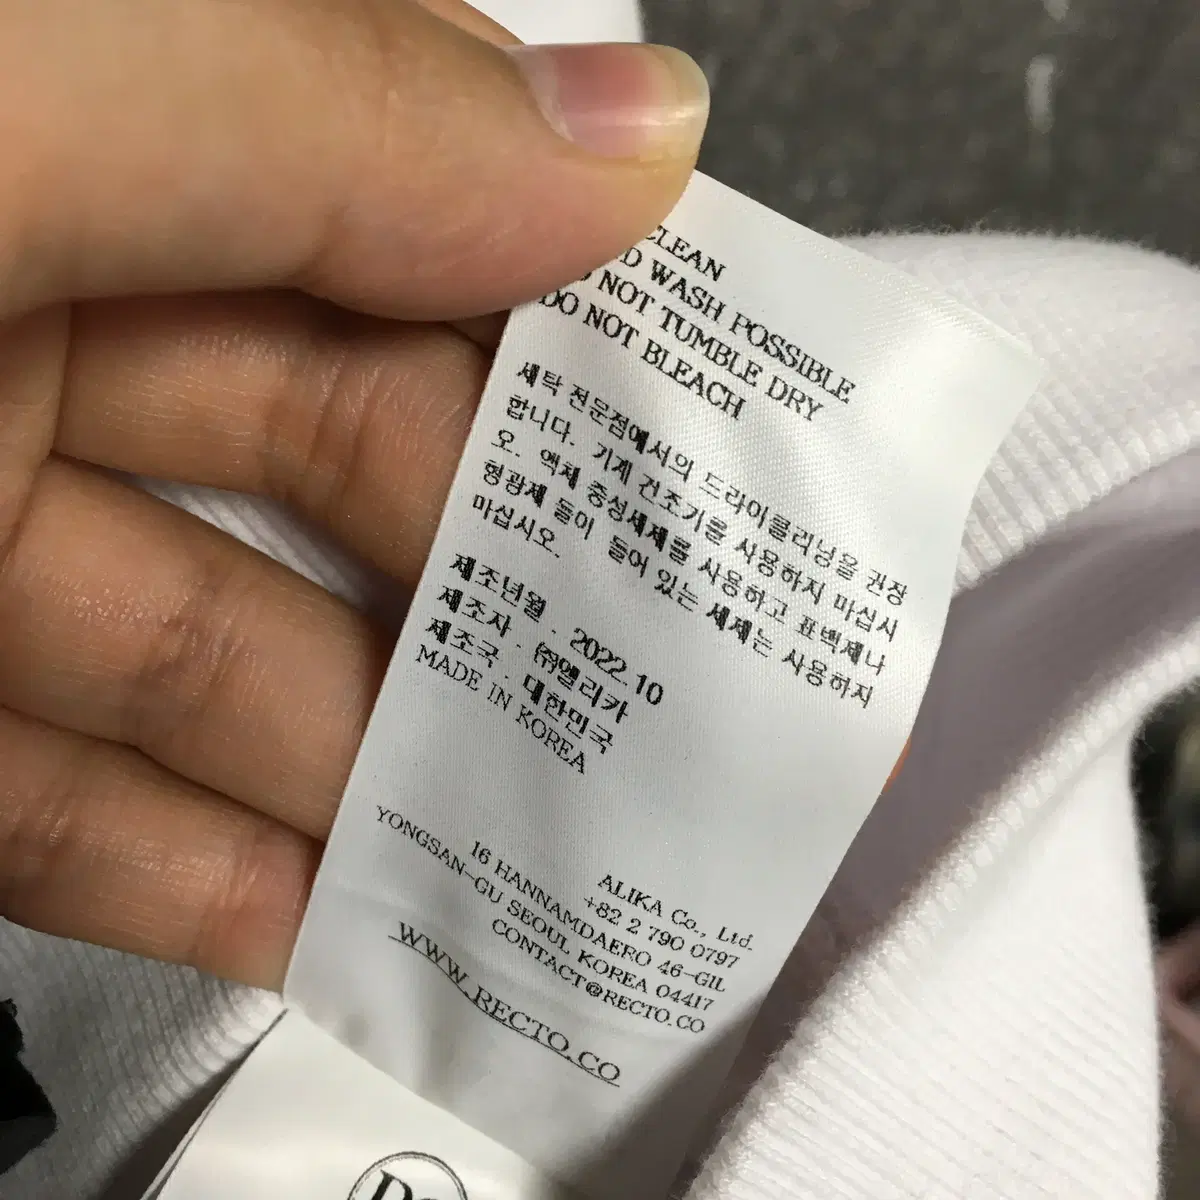 CLEAN
WASH POSSIBLE
NOT TUMBLE DRY
DO NOT BLEACH
세탁 전문점에서의 드라이클리닝을 권장
합니다. 기계 건조기를 사용하지 마십시
오. 액체 중성세제를 사용하고 표백제나
형광제 돌이 들어 있는 세제는 사용하지
마십시오.
제조년월 . 2022.10
제조자 . ㈜앨리카
제조국 . 대한민국
MADE IN KOREA
ALIKA Co., Ltd.
+82 2 790 0797
16 HANNAMDAERO 46-GIL
YONGSAN-GU SEOUL KOREA 04417
CONTACT@RECTO.CO
WWW.RECTO.CO